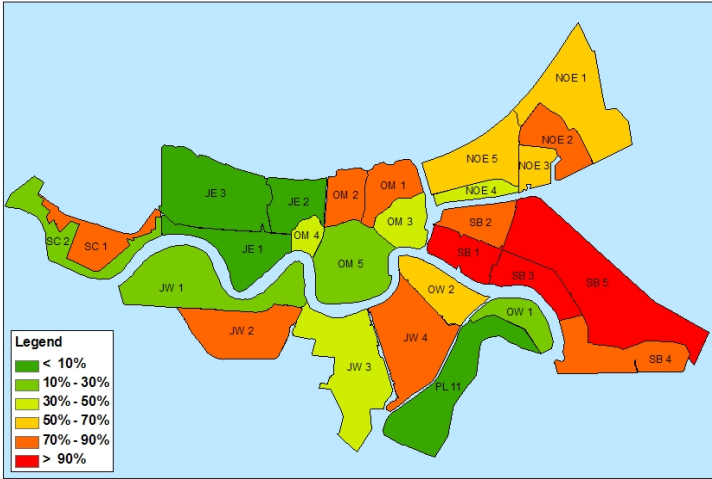 NOE 1
NOE 2
NOE 5
NOE 3
NOE 4
JE 3
JE 2
OM 2
OM 1
OM 3
OM 4
SB 2
SC 2
SC 1
JE 1
SB 1
OM 5
SB 3
SB 5
JW 1
OW 2
OW 1
JW 2
JW 4
JW 3
SB 4
PL 11
Legend
< 10%
10% - 30%
30% - 50%
50% - 70%
70% - 90%
> 90%